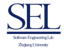 SEL
Software Engineering Lab
Zhejiang University